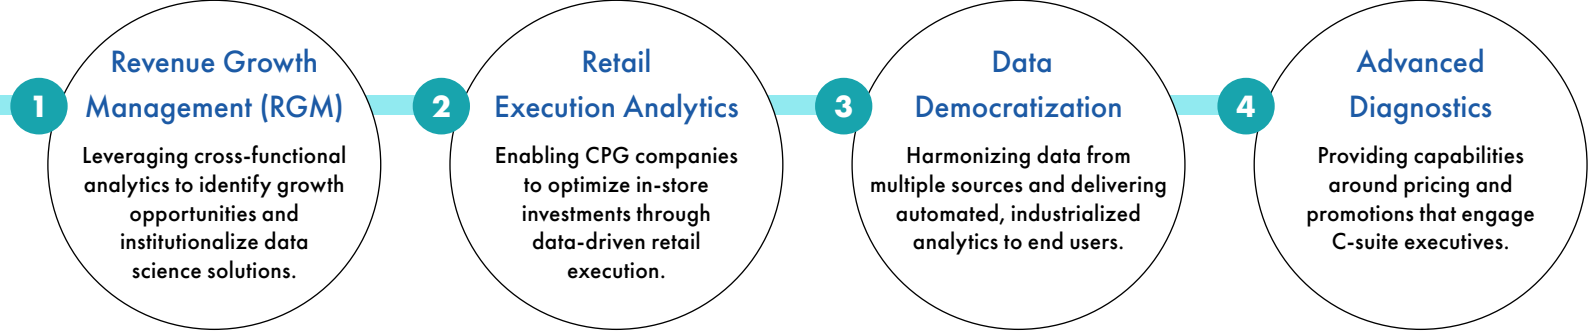 1
Revenue Growth
Management (RGM)
Leveraging cross-functional
analytics to identify growth
opportunities and
institutionalize data
science solutions.
2
Retail
Execution Analytics
Enabling CPG companies
to optimize in-store
investments through
data-driven retail
execution.
3
Data
Democratization
Harmonizing data from
multiple sources and delivering
automated, industrialized
analytics to end users.
4
Advanced
Diagnostics
Providing capabilities
around pricing and
promotions that engage
C-suite executives.